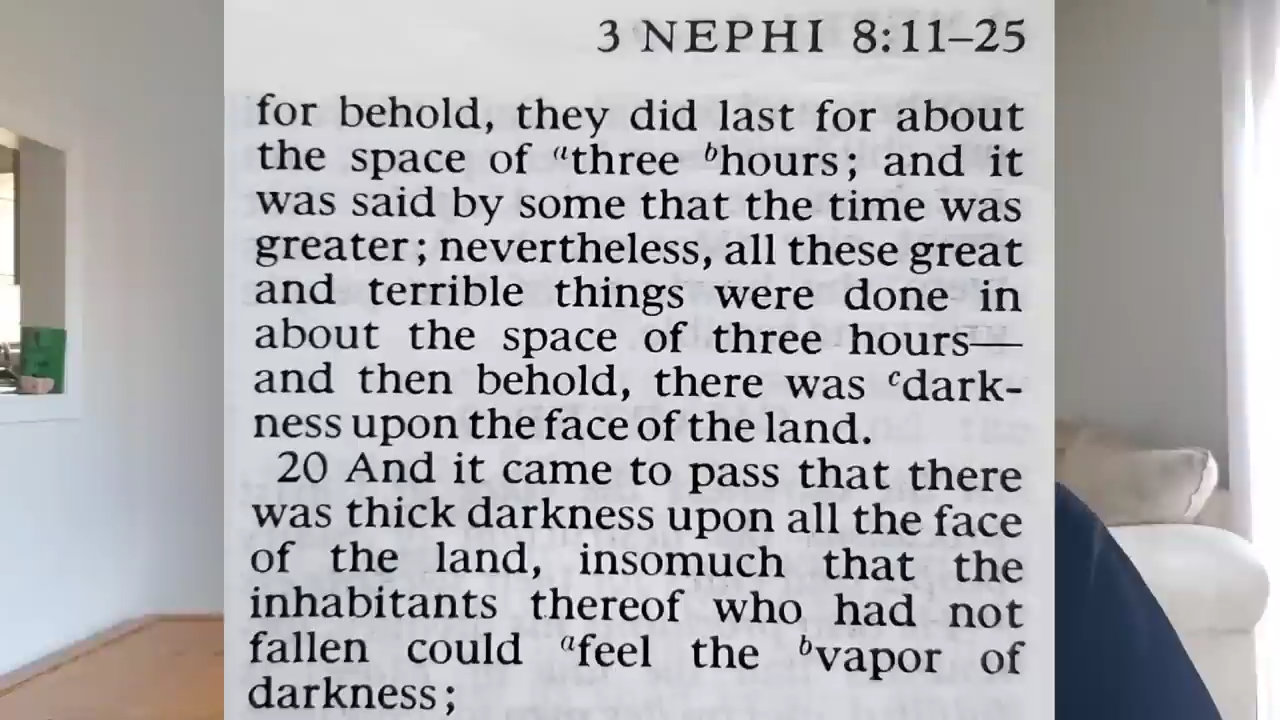 3 NEPHI 8:11–25
for behold, they did last for about
the space of ᵃthree ᵇhours; and it
was said by some that the time was
greater; nevertheless, all these great
and terrible things were done in
about the space of three hours—
and then behold, there was ᶜdark-
ness upon the face of the land.
20 And it came to pass that there
was thick darkness upon all the face
of the land, insomuch that the
inhabitants thereof who had not
fallen could ᵃfeel the ᵇvapor of
darkness;